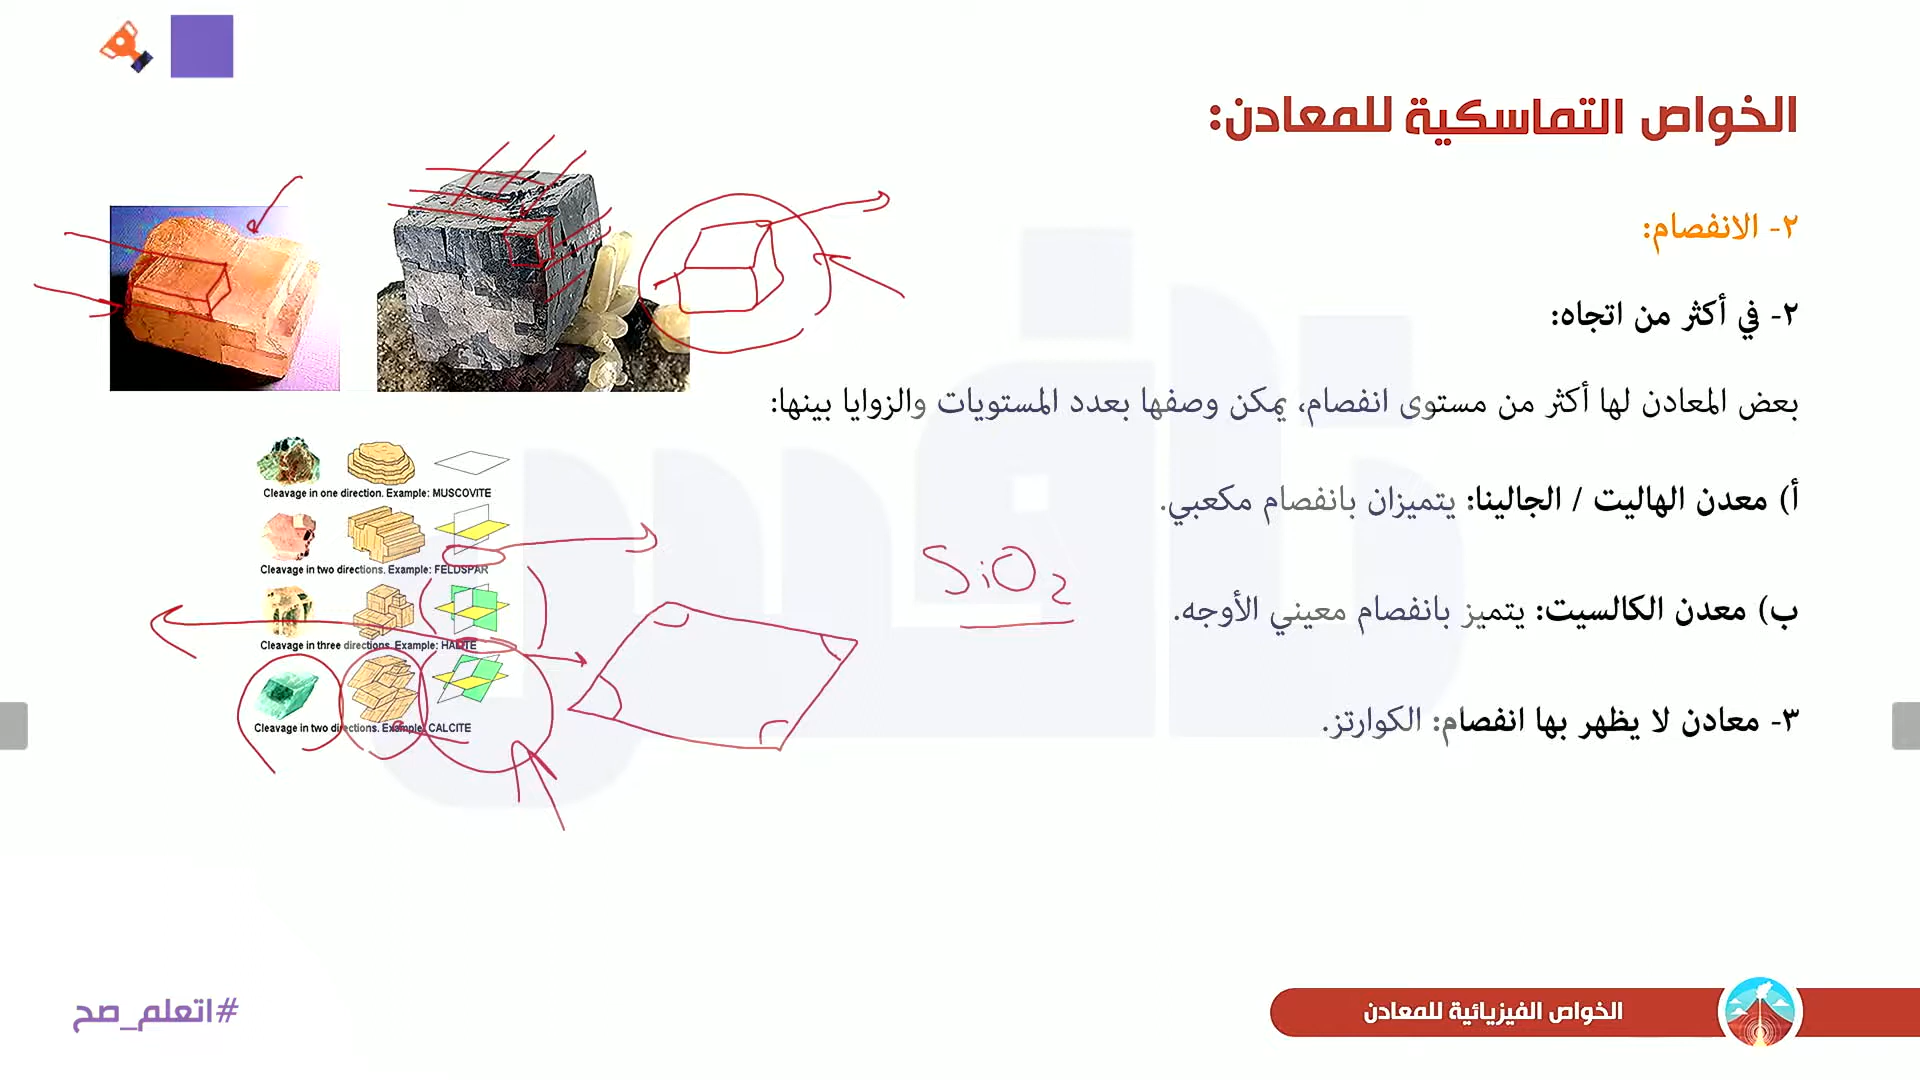 الخواص التماسكية للمعادن:
٢- الانفصام:
٢- في أكثر من اتجاه:
بعض المعادن لها أكثر من مستوى انفصام، يمكن وصفها بعدد المستويات والزوايا بينها:
أ) معدن الهاليت / الجالينا: يتميزان بانفصام مكعبي.
ب) معدن الكالسيت: يتميز بانفصام معيني الأوجه.
٣- معادن لا يظهر بها انفصام: الكوارتز.
SiO2
Cleavage in one direction. Example: MUSCOVITE
Cleavage in two directions. Example: FELDSPAR
Cleavage in three directions. Example: HALITE
Cleavage in two directions. Example: CALCITE
الخواص الفيزيائية للمعادن
#اتعلم_صح